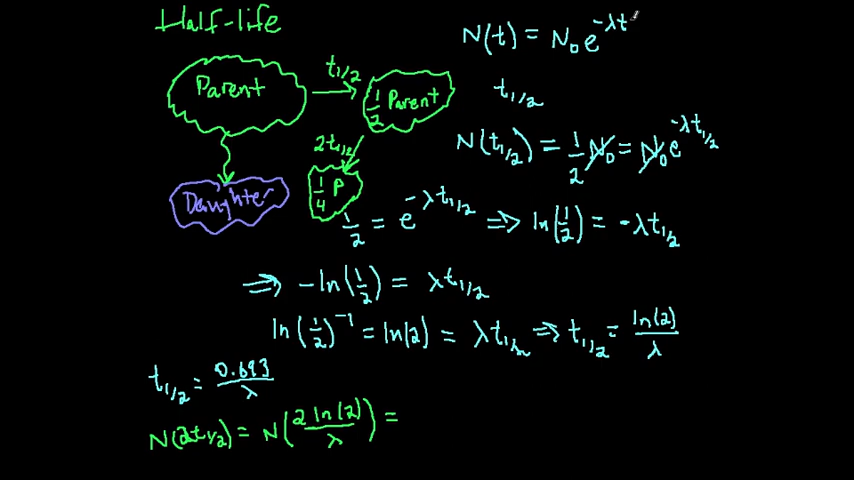 Half-life
N(t) = N₀e^(-λt)
Parent
t₁/₂
½ Parent
t₁/₂
2t₁/₂
¼ P
Daughter
N(t₁/₂) = ½ N₀ = N₀e^(-λt₁/₂)
½ = e^(-λt₁/₂) ⇒ ln(½) = -λt₁/₂
⇒ -ln(½) = λt₁/₂
ln(½)⁻¹ = ln(2) = λt₁/₂ ⇒ t₁/₂ = ln(2)/λ
t₁/₂ = 0.693/λ
N(2t₁/₂) = N(2 ln(2)/λ) =